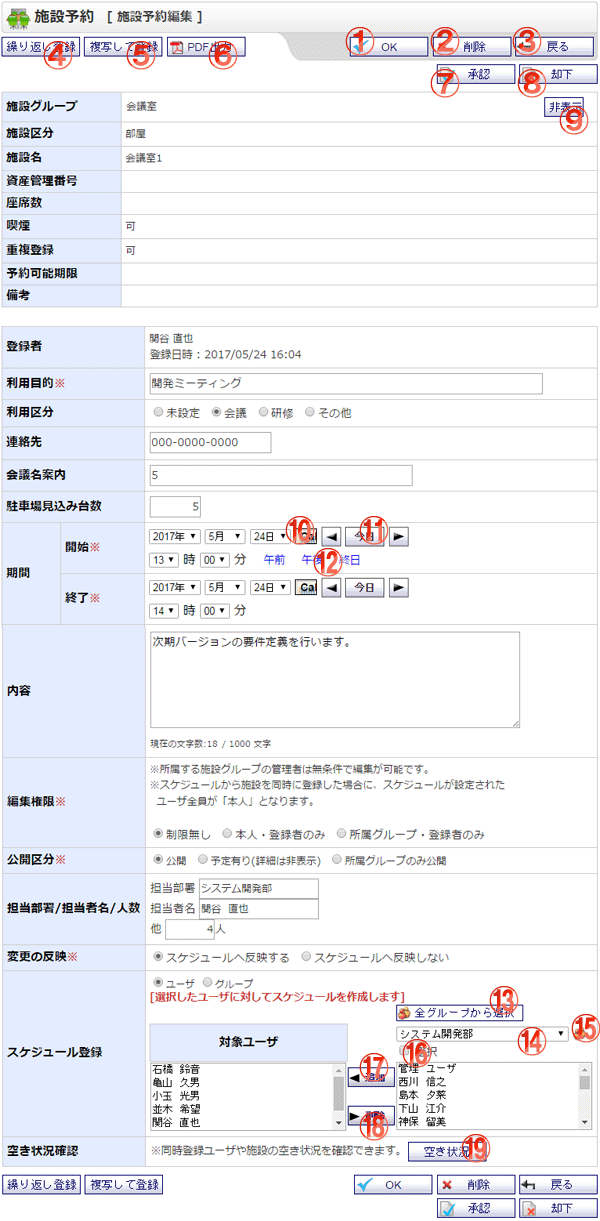 施設予約 [ 施設予約編集 ]
繰り返し登録 ④ 複写して登録 ⑤ PDF出力 ⑥ ① OK ② 削除 ③ 戻る
⑦ 承認 ⑧ 却下
施設グループ 会議室 非表示 ⑨
施設区分 部屋
施設名 会議室1
資産管理番号
座席数
喫煙 可
重複登録 可
予約可能期限
備考
登録者 関谷 直也
登録日時 : 2017/05/24 16:04
利用目的※ 開発ミーティング
利用区分 未設定 会議 研修 その他
連絡先 000-0000-0000
会議名案内 5
駐車場見込み台数 5
期間 開始※ 2017年 5月 24日 ⑩ Cal ◀ 今日 ⑪ ▶
13 時 00 分 午前 午後 ⑫ 終日
終了※ 2017年 5月 24日 Cal ◀ 今日 ▶
14 時 00 分
内容 次期バージョンの要件定義を行います。
現在の文字数:18 / 1000 文字
編集権限※ ※所属する施設グループの管理者は無条件で編集が可能です。
※スケジュールから施設を同時に登録した場合に、スケジュールが設定された
ユーザ全員が「本人」となります。
制限無し 本人・登録者のみ 所属グループ・登録者のみ
公開区分※ 公開 予定有り(詳細は非表示) 所属グループのみ公開
担当部署/担当者名/人数 担当部署 システム開発部
担当者名 関谷 直也
他 4人
変更の反映※ スケジュールへ反映する スケジュールへ反映しない
スケジュール登録 ユーザ グループ
[選択したユーザに対してスケジュールを作成します]
⑬ 全グループから選択
対象ユーザ システム開発部 ⑭ ⑮
⑯ 選択
石橋 鈴音
亀山 久男
小玉 光男
並木 希望
関谷 直也
⑰ ◀ 追加
▶ 削除 ⑱
管理 ユーザ
西川 信之
島本 夕菜
下山 江介
神保 留美
空き状況確認 ※同時登録ユーザや施設の空き状況を確認できます。 空き状況 ⑲
繰り返し登録 複写して登録 OK 削除 戻る
承認 却下